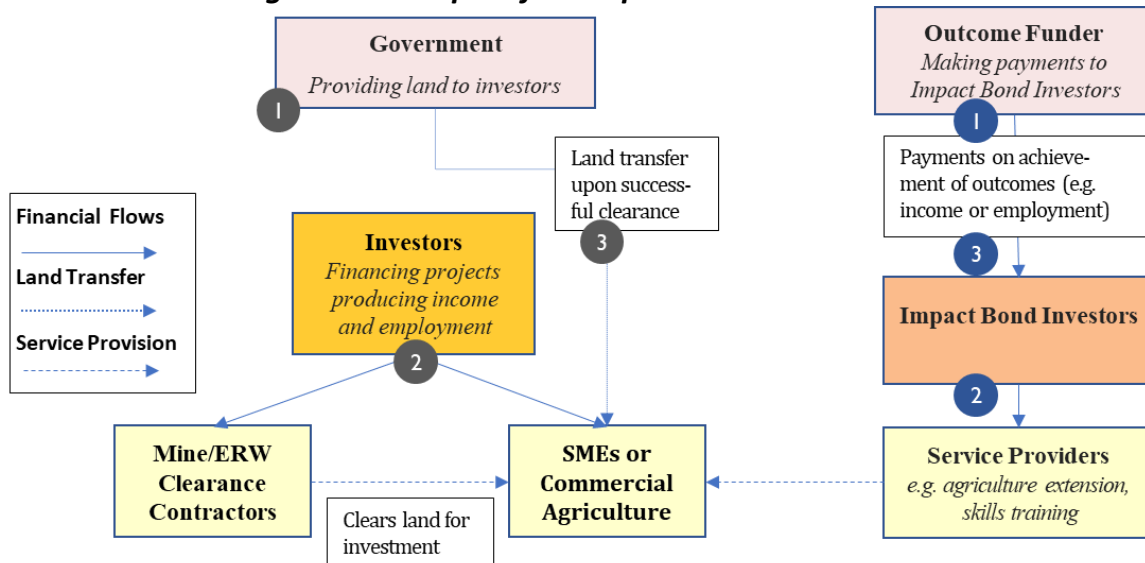 Government
Providing land to investors
1
Outcome Funder
Making payments to
Impact Bond Investors
1
Land transfer
upon success-
ful clearance
3
Payments on achieve-
ment of outcomes (e.g.
income or employment)
3
Financial Flows
Land Transfer
Service Provision
Investors
Financing projects
producing income
and employment
2
Impact Bond Investors
2
Mine/ERW
Clearance
Contractors
SMEs or
Commercial
Agriculture
Service Providers
e.g. agriculture extension,
skills training
Clears land for
investment